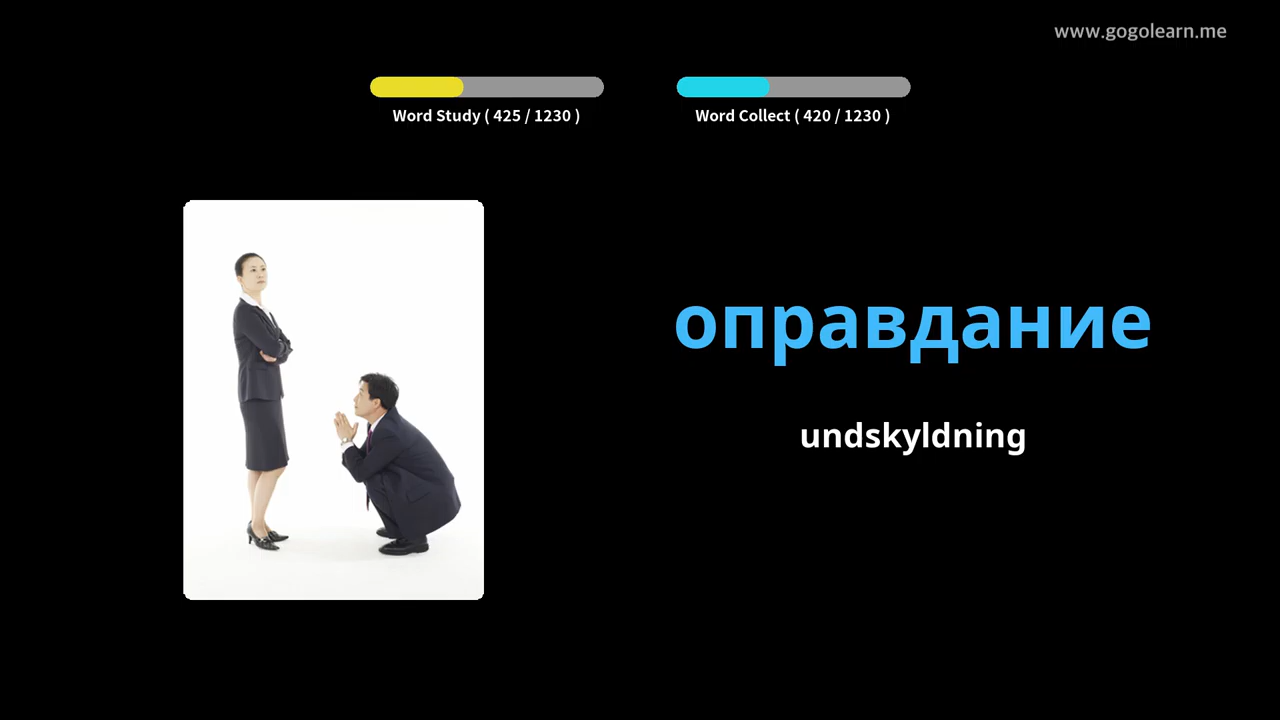 www.gogolearn.me
Word Study ( 425 / 1230 )
Word Collect ( 420 / 1230 )
оправдание
undskyldning